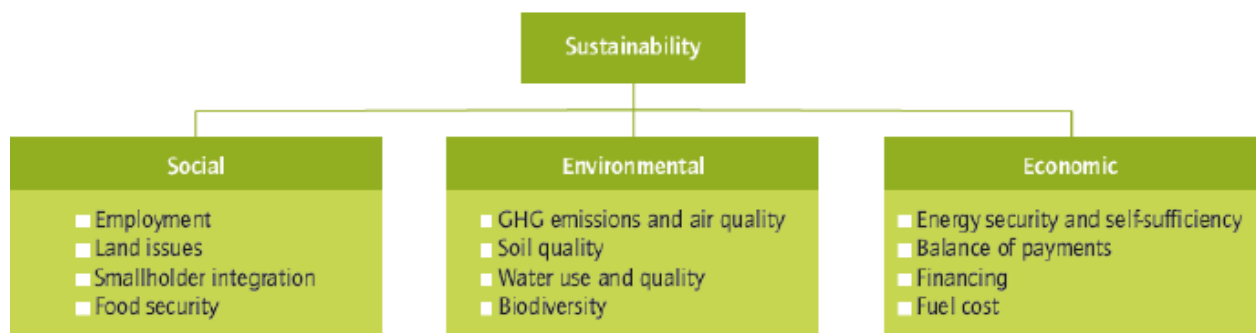 Sustainability
Social
Employment
Land issues
Smallholder integration
Food security
Environmental
GHG emissions and air quality
Soil quality
Water use and quality
Biodiversity
Economic
Energy security and self-sufficiency
Balance of payments
Financing
Fuel cost